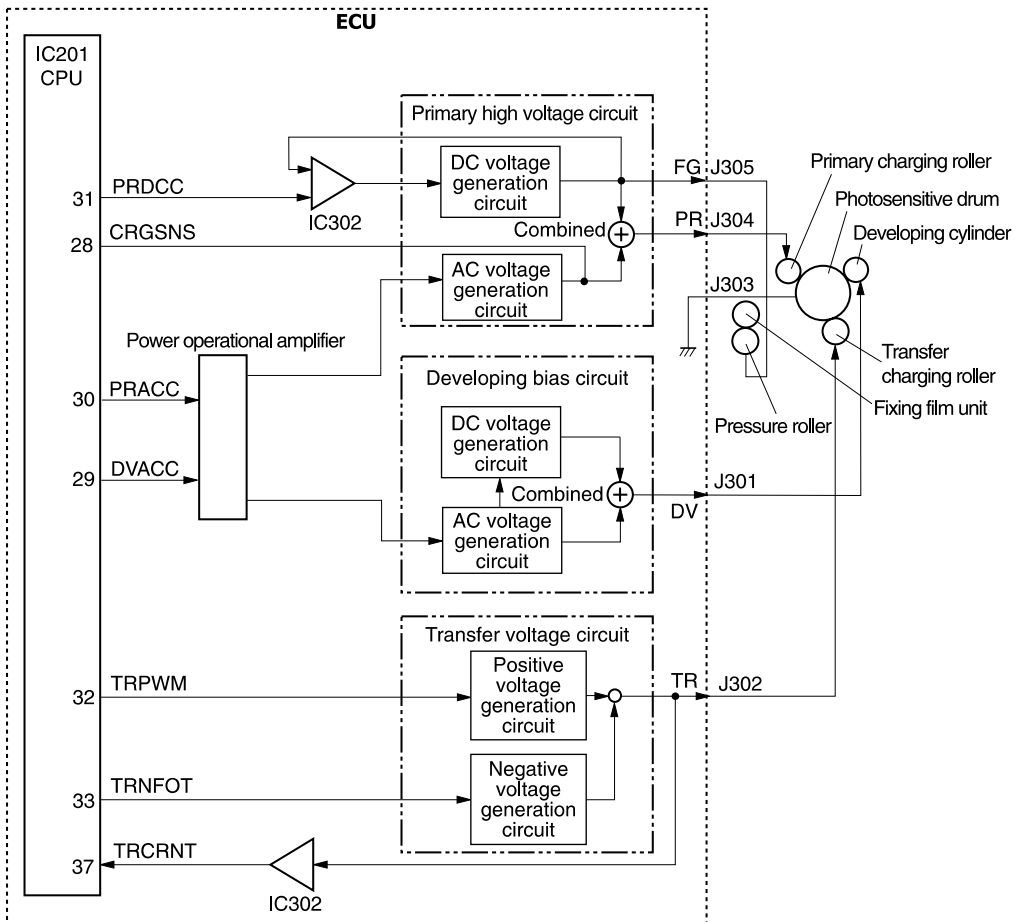 ECU
IC201
CPU
Primary high voltage circuit
DC voltage
generation
circuit
FG
J305
Primary charging roller
Photosensitive drum
Developing cylinder
31
PRDCC
IC302
Combined
PR
J304
28
CRGSNS
AC voltage
generation
circuit
J303
Power operational amplifier
Transfer
charging roller
Fixing film unit
Pressure roller
30
PRACC
Developing bias circuit
DC voltage
generation
circuit
29
DVACC
Combined
J301
DV
AC voltage
generation
circuit
Transfer voltage circuit
32
TRPWM
Positive
voltage
generation
circuit
TR
J302
33
TRNFOT
Negative
voltage
generation
circuit
37
TRCRNT
IC302